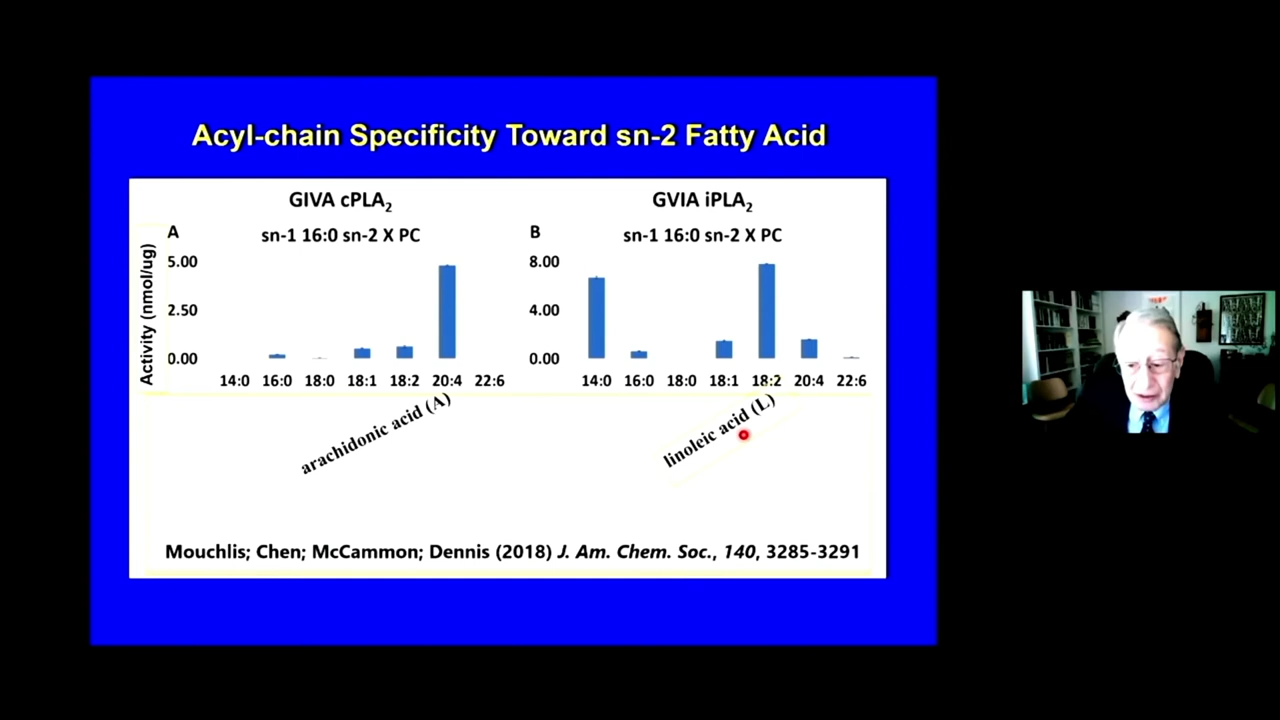 Acyl-chain Specificity Toward sn-2 Fatty Acid
GIVA cPLA2
A
sn-1 16:0 sn-2 X PC
Activity (nmol/ug)
5.00
2.50
0.00
14:0 16:0 18:0 18:1 18:2 20:4 22:6
arachidonic acid (A)
GVIA iPLA2
B
sn-1 16:0 sn-2 X PC
8.00
4.00
0.00
14:0 16:0 18:0 18:1 18:2 20:4 22:6
linoleic acid (L)
Mouchlis; Chen; McCammon; Dennis (2018) J. Am. Chem. Soc., 140, 3285-3291